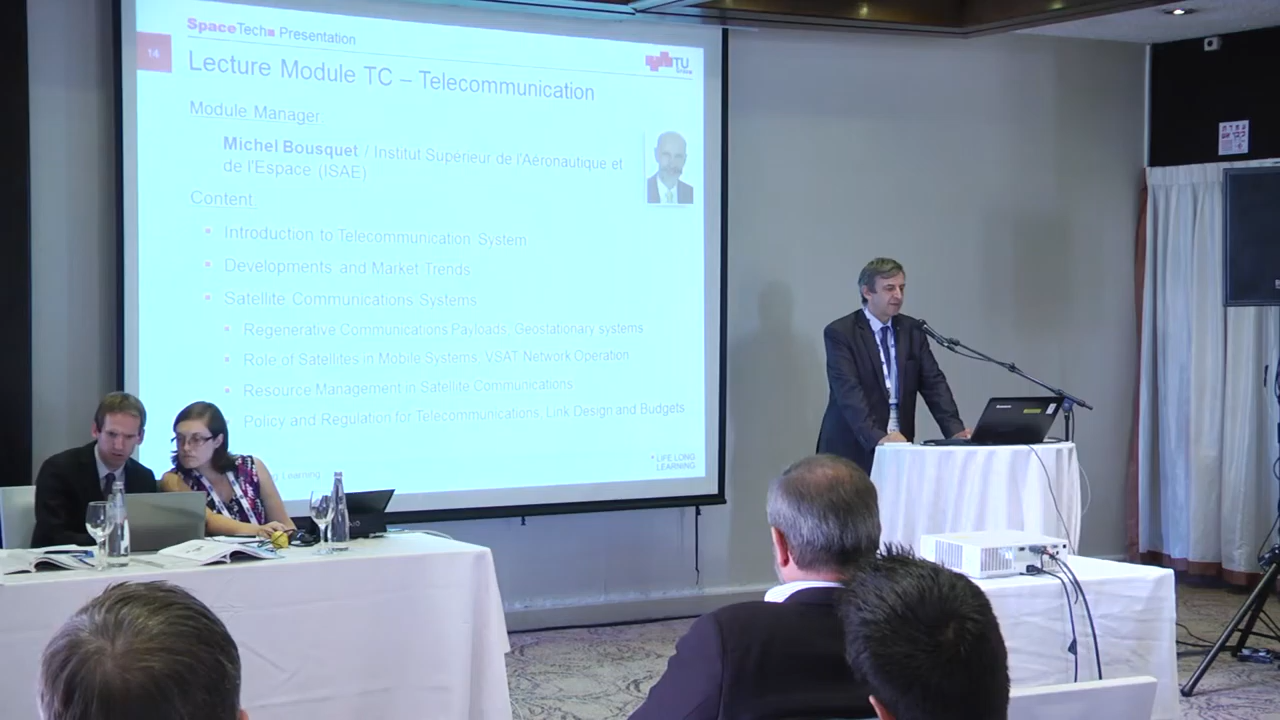 SpaceTech Presentation
14
TU
Lecture Module TC – Telecommunication
Module Manager
Michel Bousquet / Institut Superieur de l'Aéronautique et
de l'Espace (ISAE)
Content
Introduction to Telecommunication System
Developments and Market Trends
Satellite Communications Systems
Regenerative Communications Payloads, Geostationary systems
Role of Satellites in Mobile Systems, VSAT Network Operation
Resource Management in Satellite Communications
Policy and Regulation for Telecommunications, Link Design and Budgets
Learning
LIFE LONG
LEARNING